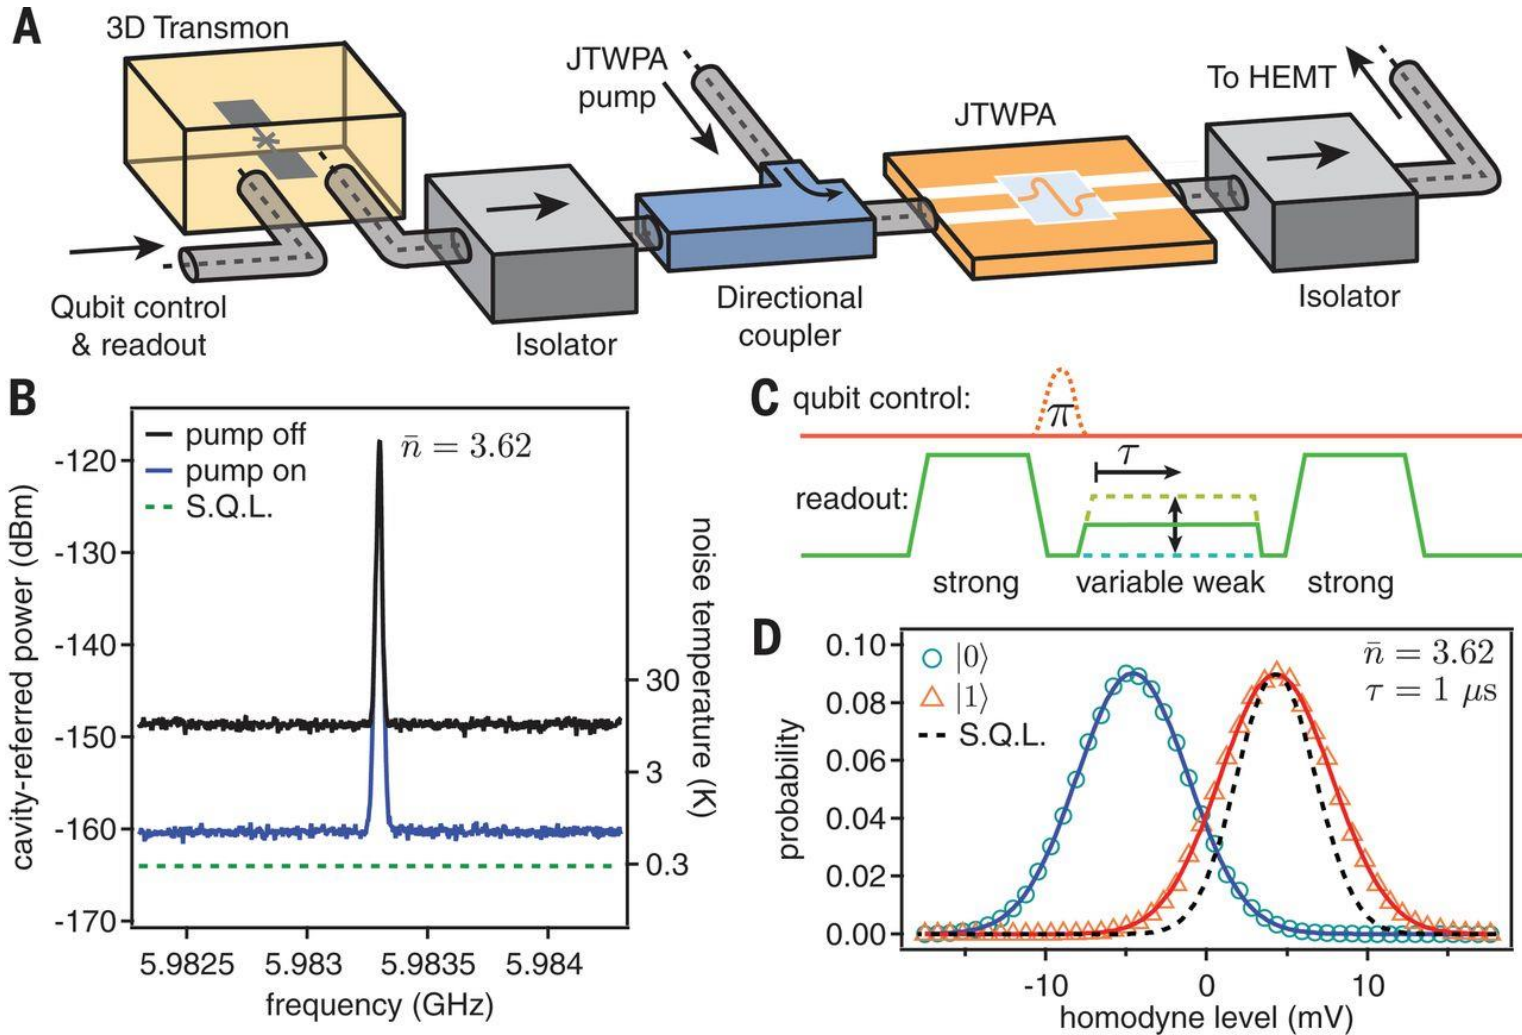 A
3D Transmon
JTWPA
pump
JTWPA
To HEMT
Qubit control
& readout
Isolator
Directional
coupler
Isolator
B
pump off
pump on
S.Q.L.
n̄ = 3.62
-120
-130
-140
-150
-160
-170
cavity-referred power (dBm)
30
3
0.3
noise temperature (K)
5.9825
5.983
5.9835
5.984
frequency (GHz)
C
qubit control:
π
τ
readout:
strong
variable weak
strong
D
|0⟩
|1⟩
S.Q.L.
n̄ = 3.62
τ = 1 μs
0.10
0.08
0.06
0.04
0.02
0.00
probability
-10
0
10
homodyne level (mV)